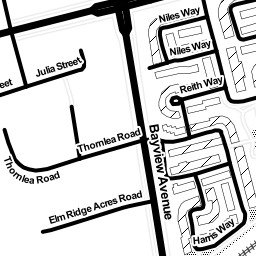 Niles Way
Niles Way
Julia Street
eet
Reith Way
Thornlea Road
Bayview Avenue
Thornlea Road
Elm Ridge Acres Road
Harris Way